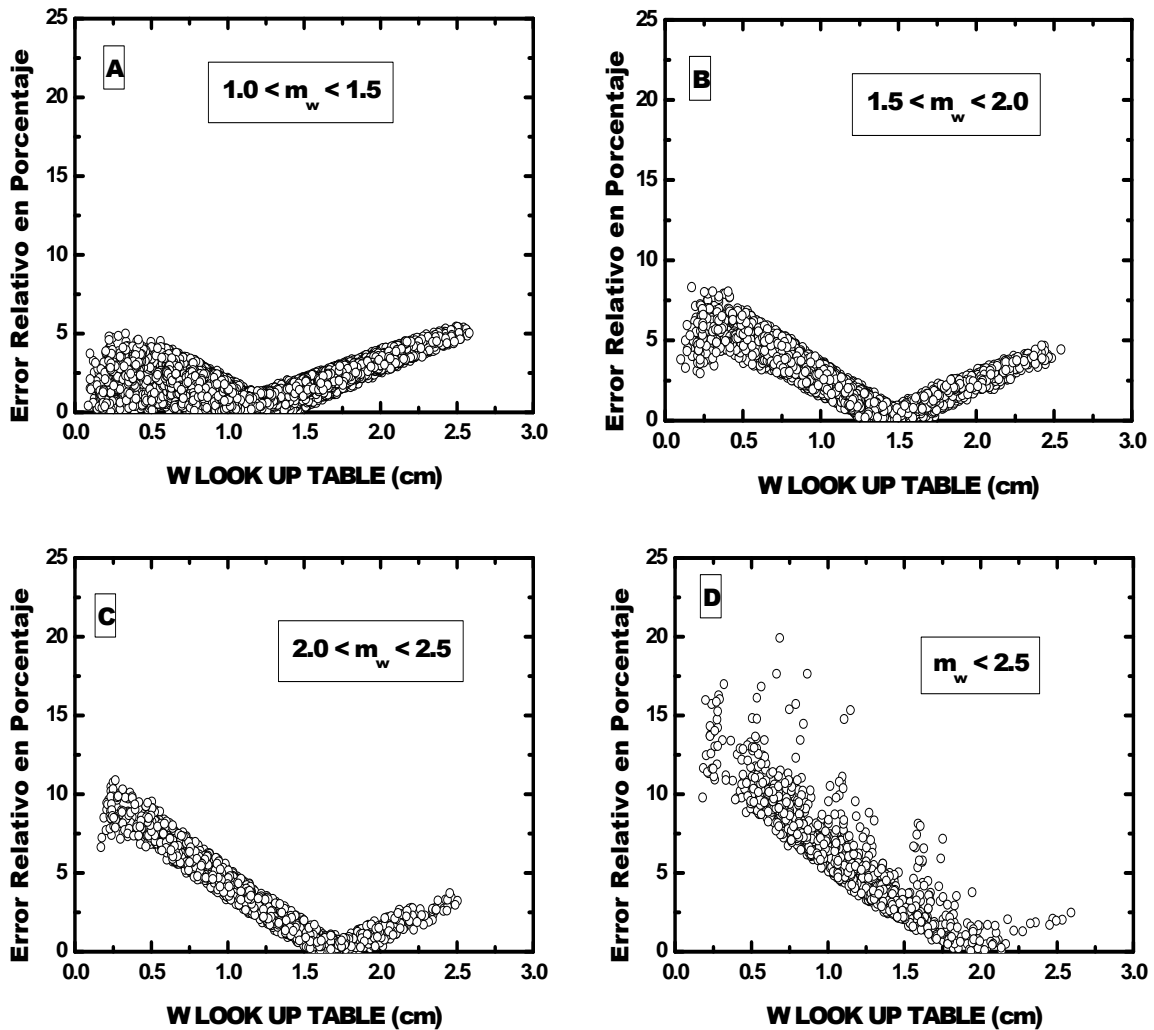 Error Relativo en Porcentaje
25
20
15
10
5
0
A
1.0 < m_w < 1.5
0.0 0.5 1.0 1.5 2.0 2.5 3.0
W LOOK UP TABLE (cm)
Error Relativo en Porcentaje
25
20
15
10
5
0
B
1.5 < m_w < 2.0
0.0 0.5 1.0 1.5 2.0 2.5 3.0
W LOOK UP TABLE (cm)
Error Relativo en Porcentaje
25
20
15
10
5
0
C
2.0 < m_w < 2.5
0.0 0.5 1.0 1.5 2.0 2.5 3.0
W LOOK UP TABLE (cm)
Error Relativo en Porcentaje
25
20
15
10
5
0
D
m_w < 2.5
0.0 0.5 1.0 1.5 2.0 2.5 3.0
W LOOK UP TABLE (cm)